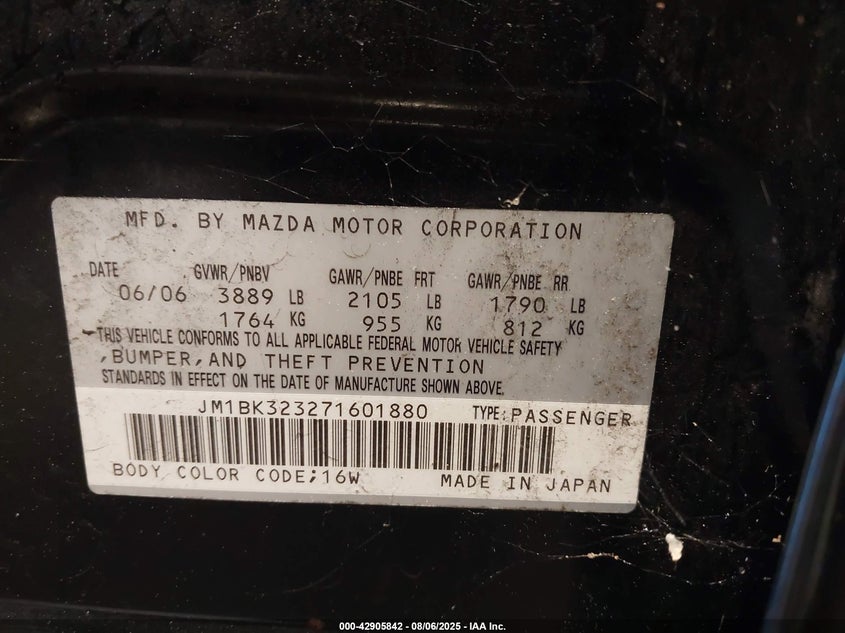 MFD. BY MAZDA MOTOR CORPORATION
DATE GVWR/PNBV GAWR/PNBE FRT GAWR/PNBE RR
06/06 3889 LB 2105 LB 1790 LB
1764 KG 955 KG 812 KG
THIS VEHICLE CONFORMS TO ALL APPLICABLE FEDERAL MOTOR VEHICLE SAFETY
,BUMPER,AND THEFT PREVENTION
STANDARDS IN EFFECT ON THE DATE OF MANUFACTURE SHOWN ABOVE.
JM1BK323271601880 TYPE:PASSENGER
BODY COLOR CODE;16W MADE IN JAPAN
000-42905842 - 08/06/2025 - IAA Inc.